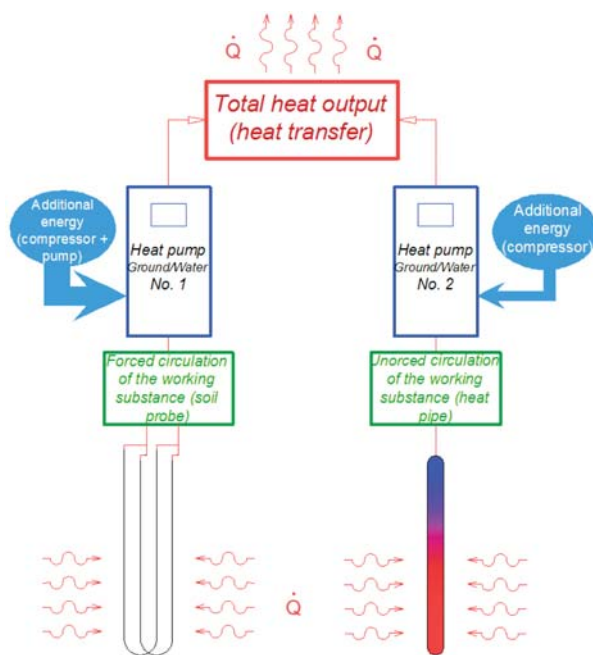 Q̇
Q̇
Total heat output
(heat transfer)
Additional
energy
(compressor +
pump)
Heat pump
Ground/Water
No. 1
Heat pump
Ground/Water
No. 2
Additional
energy
(compressor)
Forced circulation
of the working
substance (soil
probe)
Unorced circulation
of the working
substance (heat
pipe)
Q̇